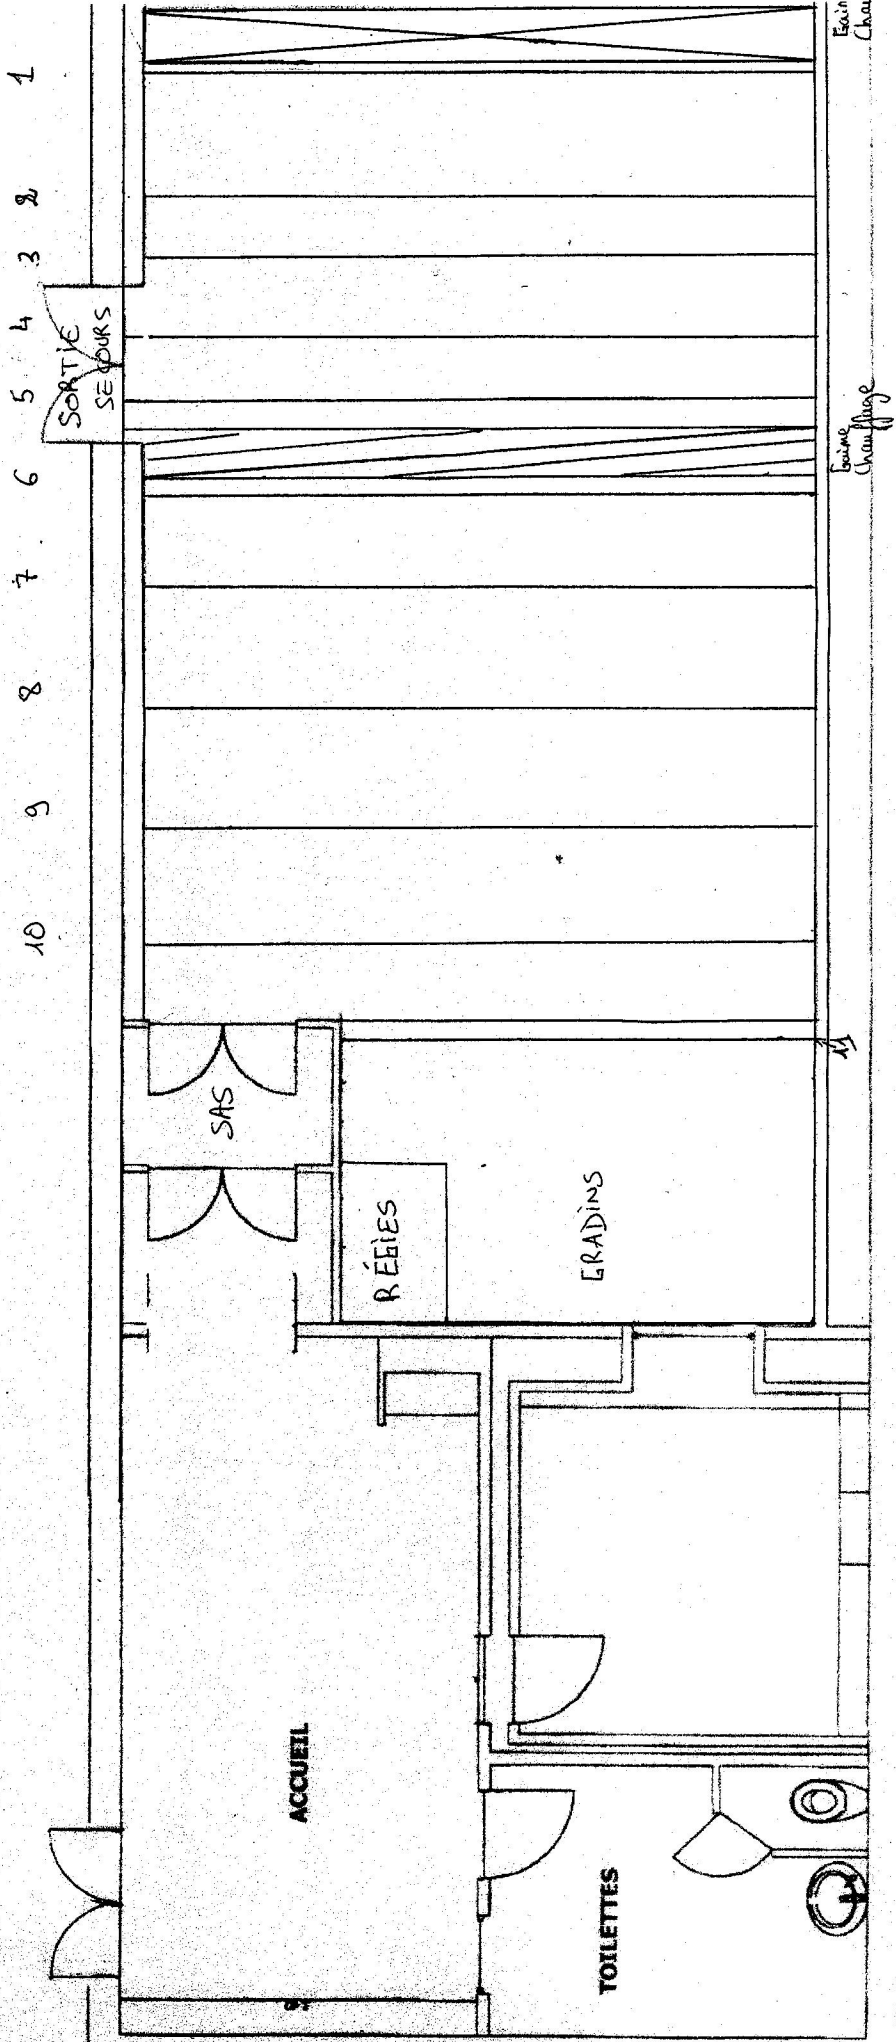 1
2
3
4
5
6
7
8
9
10
SORTIE
SECOURS
Gaine
Chauffage
SAS
11
RÉGIES
GRADINS
ACCUEIL
TOILETTES